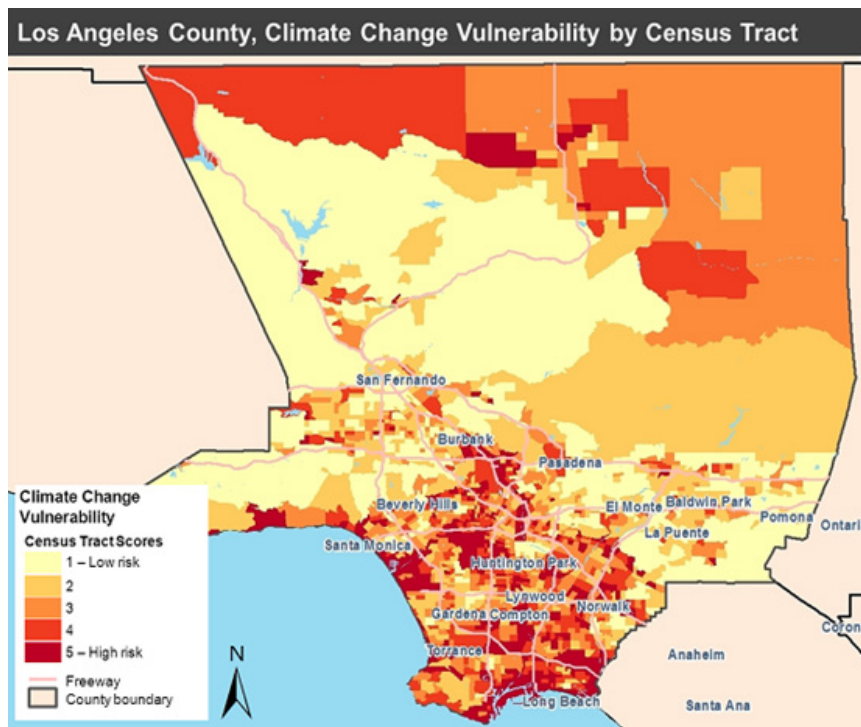 Los Angeles County, Climate Change Vulnerability by Census Tract
San Fernando
Burbank
Pasadena
Beverly Hills
El Monte
Baldwin Park
Pomona
Ontari
La Puente
Santa Monica
Huntington Park
Lynwood
Norwalk
Gardena
Compton
Coron
Torrance
Anaheim
Long Beach
Santa Ana
Climate Change
Vulnerability
Census Tract Scores
1 – Low risk
2
3
4
5 – High risk
Freeway
County boundary
N